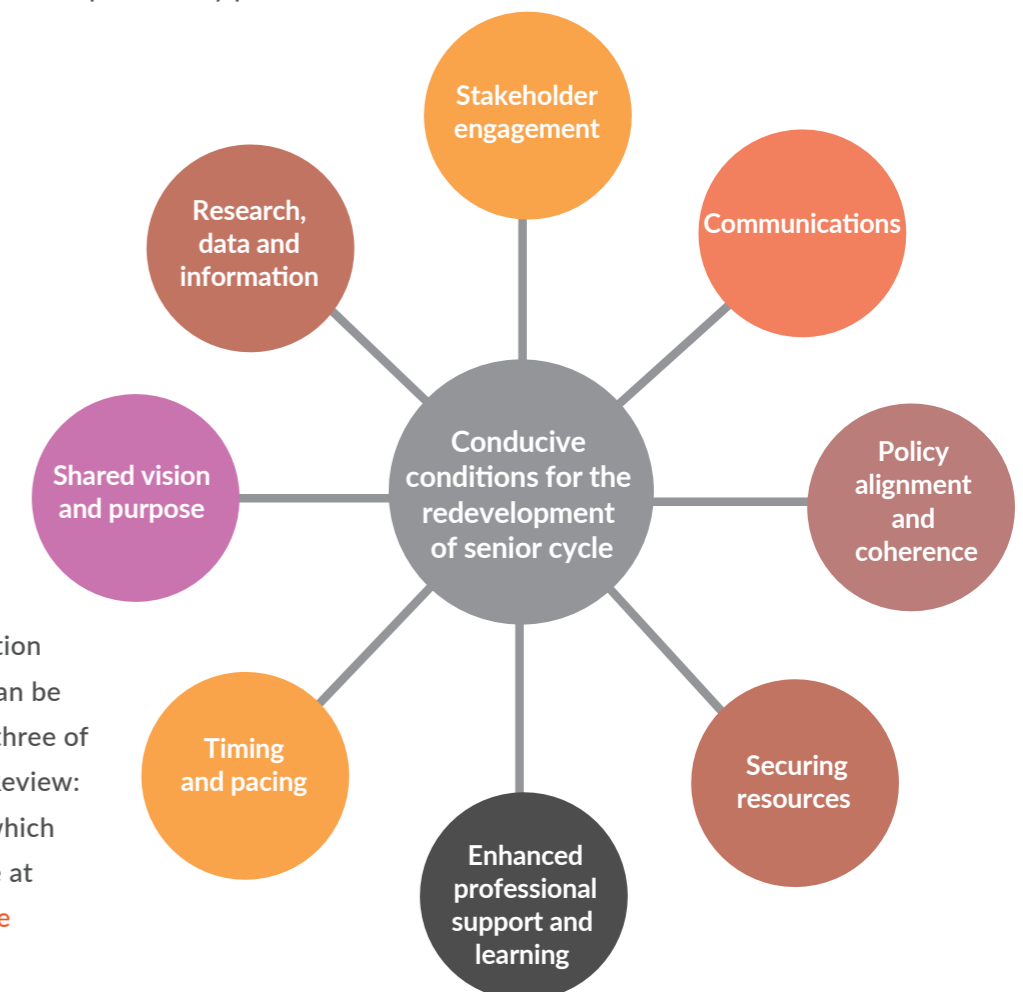 Stakeholder
engagement
Communications
Policy
alignment
and
coherence
Securing
resources
Enhanced
professional
support and
learning
Timing
and pacing
Shared vision
and purpose
Research,
data and
information
Conducive
conditions for the
redevelopment
of senior cycle
an be
three of
eview:
which
at